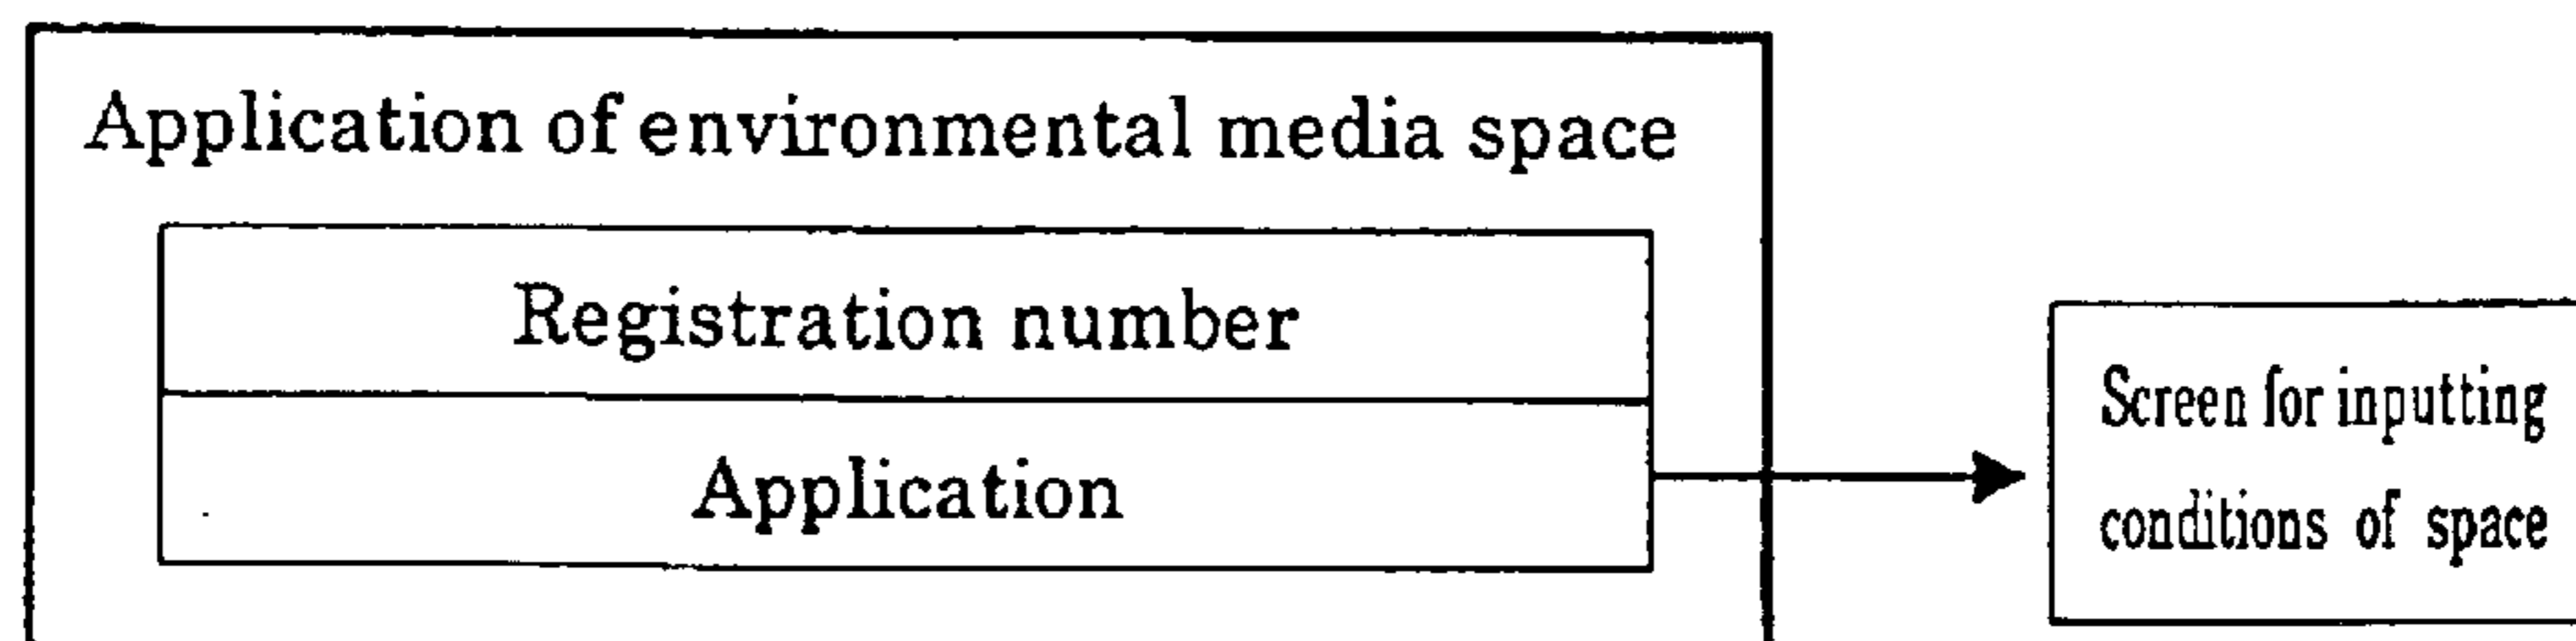 Application of environmental media space
Registration number
Application
Screen for inputting
conditions of space